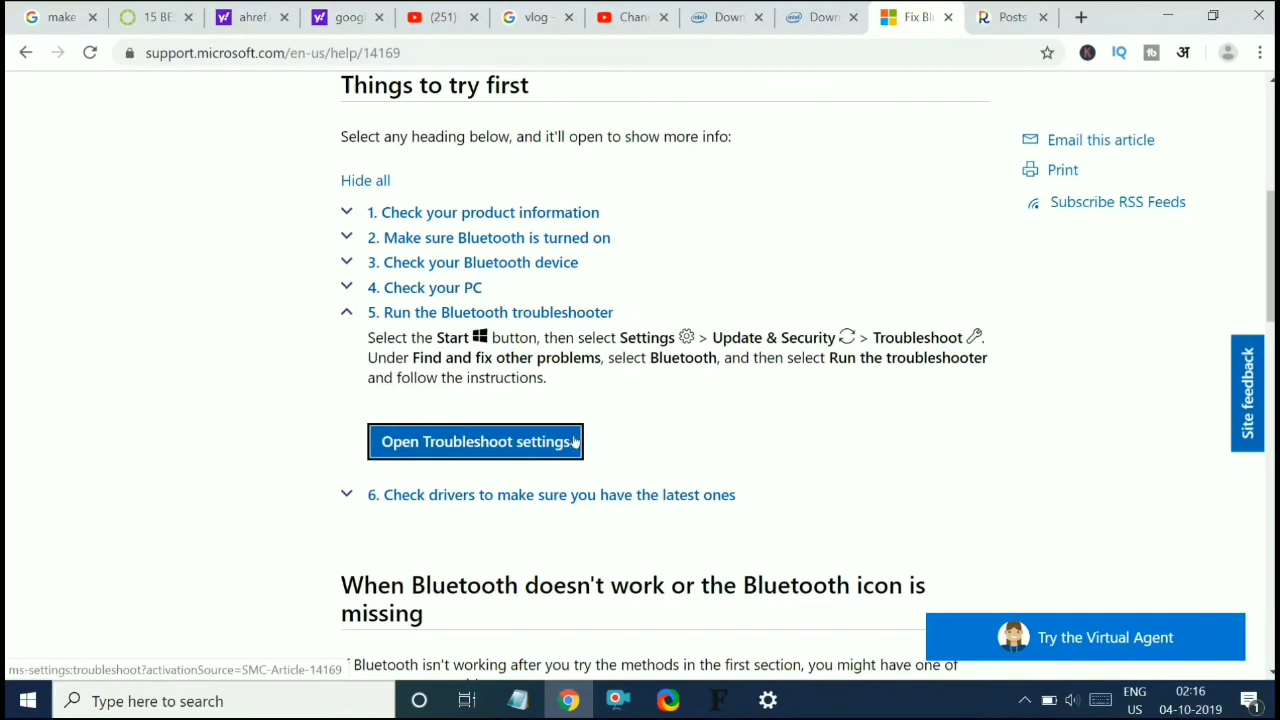 make
15 BE
ahref.
googl
(251)
vlog -
Chann
Down
Down
Fix Bl
Posts
support.microsoft.com/en-us/help/14169
IQ
tb
अ
K
Things to try first
Select any heading below, and it'll open to show more info:
Hide all
1. Check your product information
2. Make sure Bluetooth is turned on
3. Check your Bluetooth device
4. Check your PC
5. Run the Bluetooth troubleshooter
Select the Start button, then select Settings > Update & Security > Troubleshoot .
Under Find and fix other problems, select Bluetooth, and then select Run the troubleshooter
and follow the instructions.
Open Troubleshoot settings
6. Check drivers to make sure you have the latest ones
When Bluetooth doesn't work or the Bluetooth icon is
missing
Bluetooth isn't working after you try the methods in the first section, you might have one of
Email this article
Print
Subscribe RSS Feeds
Site feedback
Try the Virtual Agent
ms-settings:troubleshoot?activationSource=SMC-Article-14169
Type here to search
ENG
US
02:16
04-10-2019
1